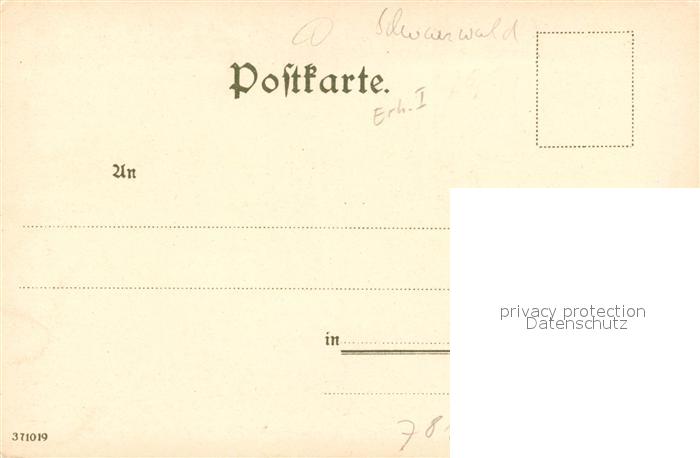 Schwarzwald
Postkarte.
Erh. I
An
privacy protection
Datenschutz
in
371019
78